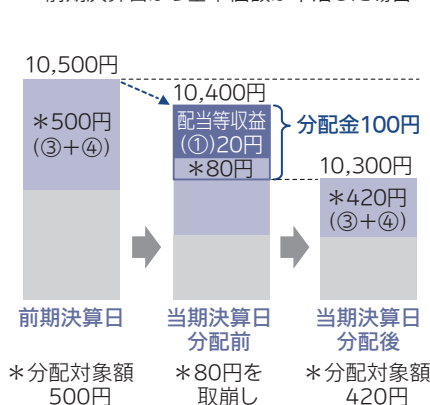 10,500円
＊500円
(③＋④)
10,400円
配当等収益
(①)20円
＊80円
分配金100円
10,300円
＊420円
(③＋④)
前期決算日
当期決算日
分配前
当期決算日
分配後
＊分配対象額
500円
＊80円を
取崩し
＊分配対象額
420円